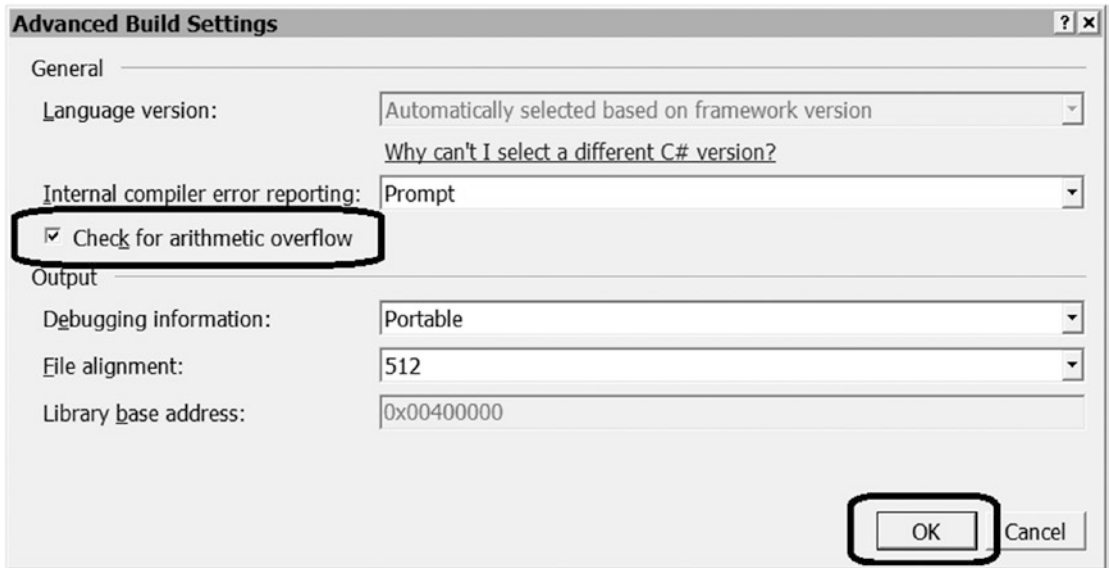 Advanced Build Settings
General
Language version: Automatically selected based on framework version
Why can't I select a different C# version?
Internal compiler error reporting: Prompt
Check for arithmetic overflow
Output
Debugging information: Portable
File alignment: 512
Library base address: 0x00400000
OK Cancel